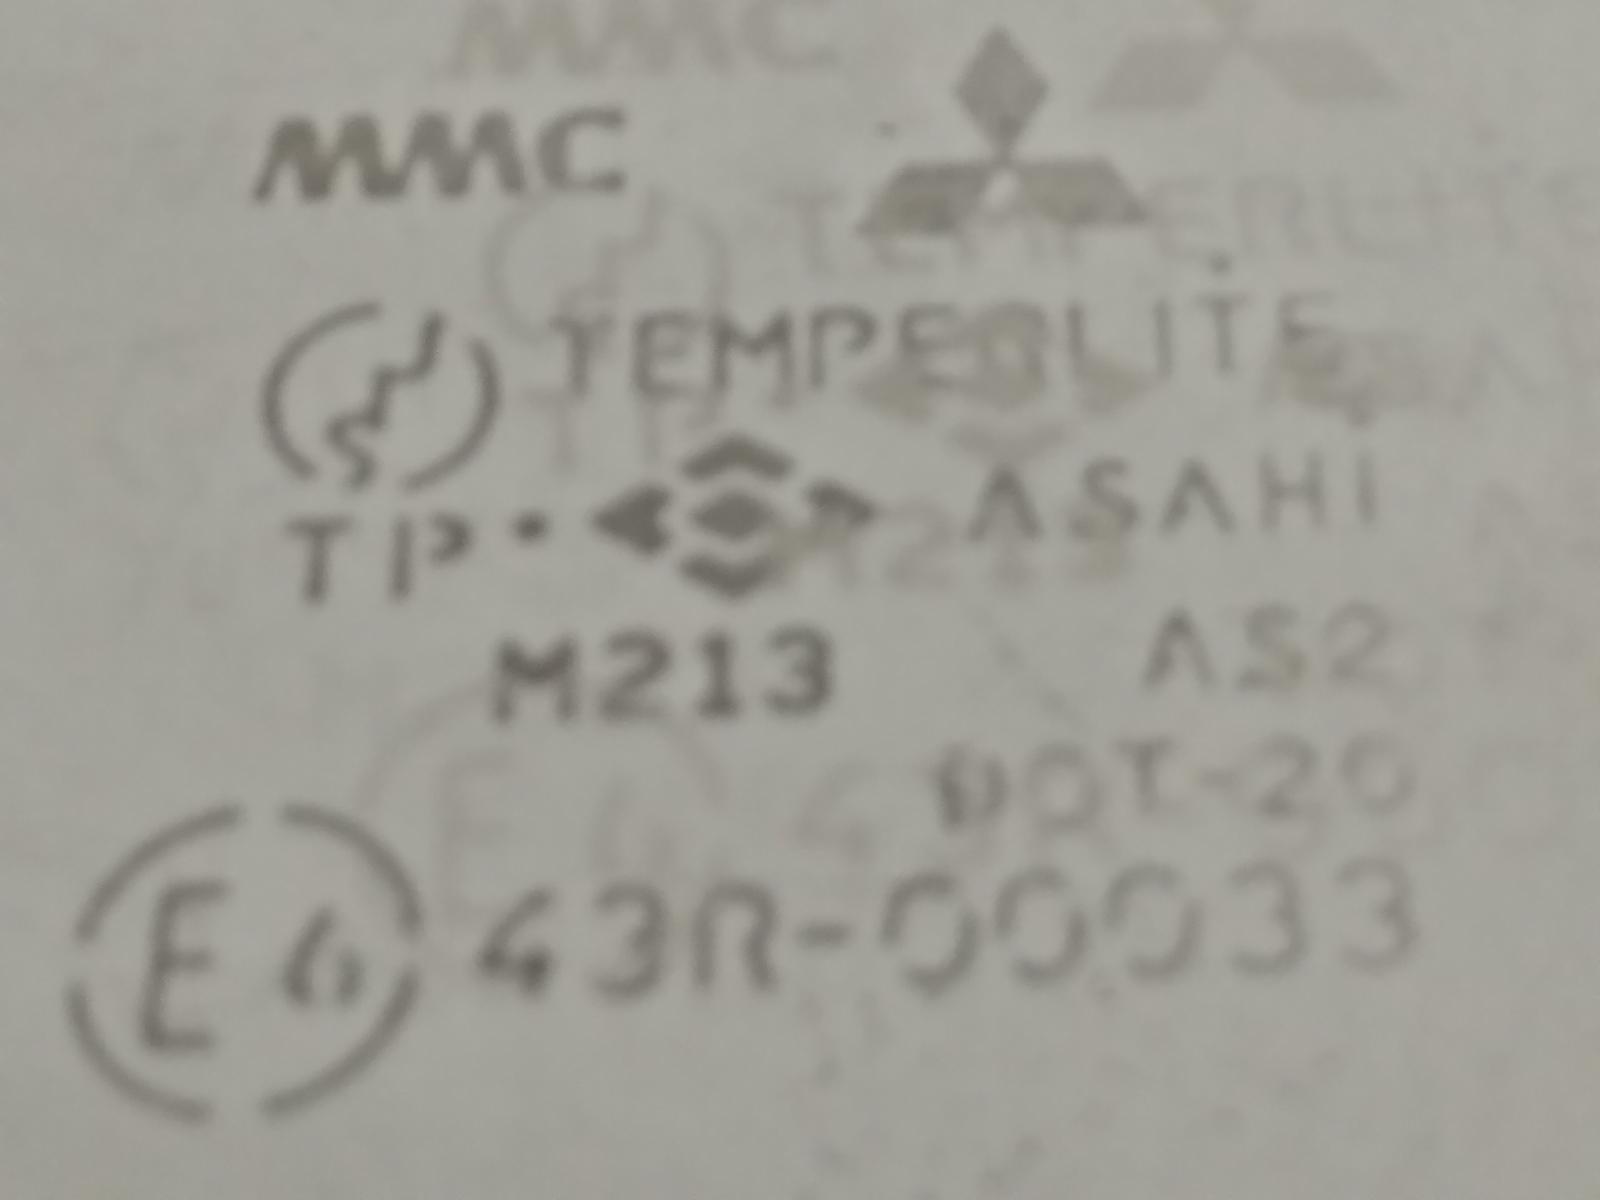 MMC
TEMPERLITE
TP • ASAHI
M213
AS2
DOT-20
E6 43R-00033